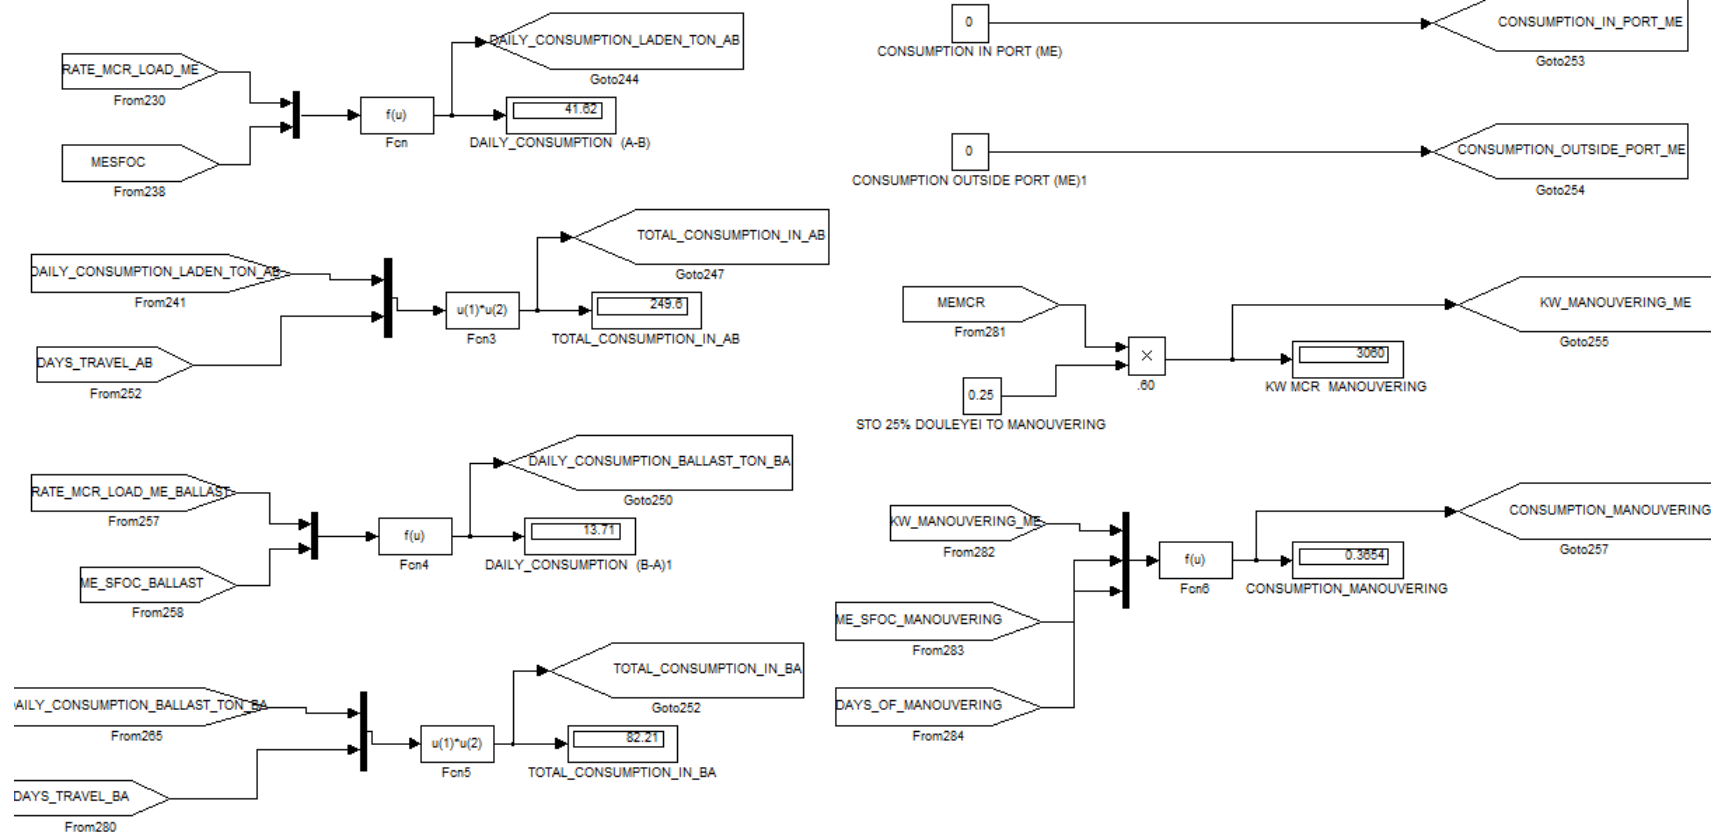 RATE_MCR_LOAD_ME
From230
MESFOC
From238
f(u)
Fcn
DAILY_CONSUMPTION_LADEN_TON_AB
Goto244
41.62
DAILY_CONSUMPTION (A-B)
DAILY_CONSUMPTION_LADEN_TON_AB
From241
DAYS_TRAVEL_AB
From252
u(1)*u(2)
Fcn3
TOTAL_CONSUMPTION_IN_AB
Goto247
249.6
TOTAL_CONSUMPTION_IN_AB
RATE_MCR_LOAD_ME_BALLAST
From257
ME_SFOC_BALLAST
From258
f(u)
Fcn4
DAILY_CONSUMPTION_BALLAST_TON_BA
Goto250
13.71
DAILY_CONSUMPTION (B-A)1
AILY_CONSUMPTION_BALLAST_TON_BA
From265
DAYS_TRAVEL_BA
From280
u(1)*u(2)
Fcn5
TOTAL_CONSUMPTION_IN_BA
Goto252
82.21
TOTAL_CONSUMPTION_IN_BA
0
CONSUMPTION IN PORT (ME)
CONSUMPTION_IN_PORT_ME
Goto253
0
CONSUMPTION OUTSIDE PORT (ME)1
CONSUMPTION_OUTSIDE_PORT_ME
Goto254
MEMCR
From281
0.25
STO 25% DOULEYEI TO MANOUVERING
×
.60
KW_MANOUVERING_ME
Goto255
3060
KW MCR MANOUVERING
KW_MANOUVERING_ME
From282
ME_SFOC_MANOUVERING
From283
DAYS_OF_MANOUVERING
From284
f(u)
Fcn6
CONSUMPTION_MANOUVERING
Goto257
0.3654
CONSUMPTION_MANOUVERING